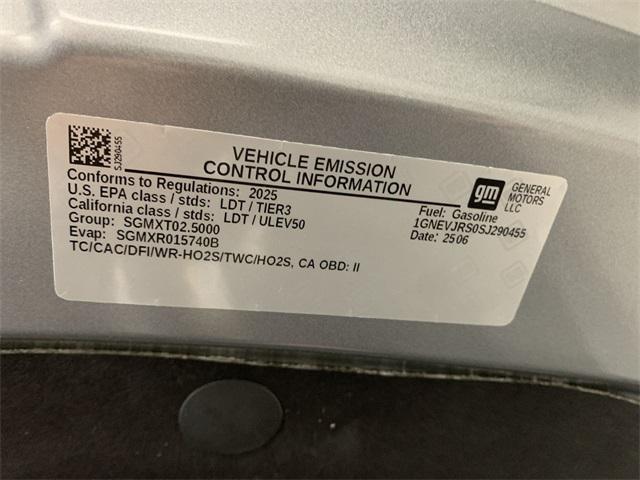 SJ290455
VEHICLE EMISSION
CONTROL INFORMATION
Conforms to Regulations: 2025
U.S. EPA class / stds: LDT / TIER3
California class / stds: LDT / ULEV50
Group: SGMXT02.5000
Evap: SGMXR015740B
TC/CAC/DFI/WR-HO2S/TWC/HO2S, CA OBD: II
gm
GENERAL
MOTORS
LLC
Fuel: Gasoline
1GNEVJRS0SJ290455
Date: 2506